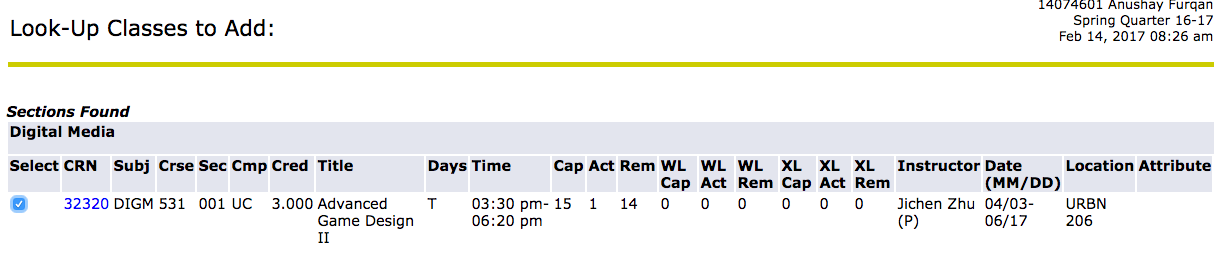 14074601 Anushay Furqan
Look-Up Classes to Add:
Spring Quarter 16-17
Feb 14, 2017 08:26 am
Sections Found
Digital Media
Select CRN Subj Crse Sec Cmp Cred Title Days Time Cap Act Rem WL Cap WL Act WL Rem XL Cap XL Act XL Rem Instructor Date (MM/DD) Location Attribute
32320 DIGM 531 001 UC 3.000 Advanced Game Design II T 03:30 pm-06:20 pm 15 1 14 0 0 0 0 0 0 Jichen Zhu (P) 04/03-06/17 URBN 206